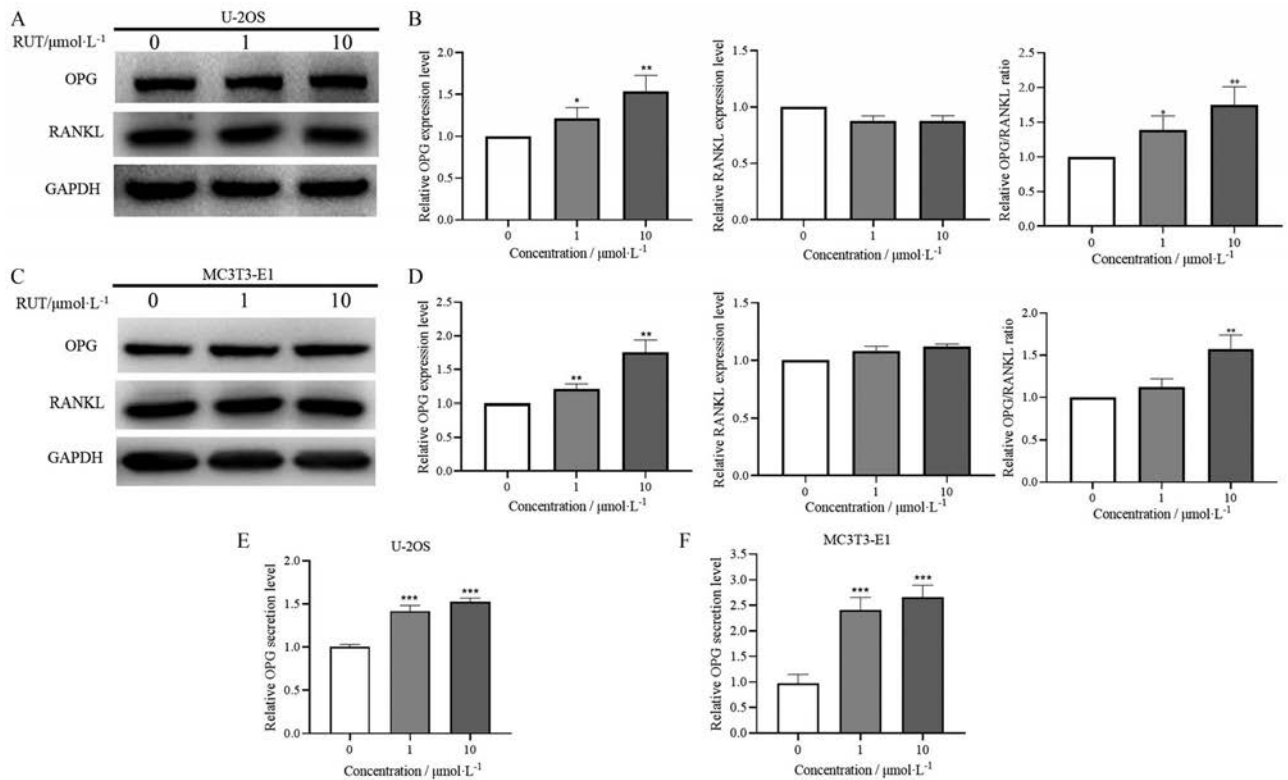 A
U-2OS
RUT/μmol·L⁻¹ 0 1 10
OPG
RANKL
GAPDH
B
Relative OPG expression level
2.0
1.5
1.0
0.5
0.0
*
**
0 1 10
Concentration / μmol·L⁻¹
Relative RANKL expression level
1.5
1.0
0.5
0.0
0 1 10
Concentration / μmol·L⁻¹
Relative OPG/RANKL ratio
2.5
2.0
1.5
1.0
0.5
0.0
*
**
0 1 10
Concentration / μmol·L⁻¹
C
MC3T3-E1
RUT/μmol·L⁻¹ 0 1 10
OPG
RANKL
GAPDH
D
Relative OPG expression level
2.5
2.0
1.5
1.0
0.5
0.0
**
**
0 1 10
Concentration / μmol·L⁻¹
Relative RANKL expression level
1.5
1.0
0.5
0.0
0 1 10
Concentration / μmol·L⁻¹
Relative OPG/RANKL ratio
2.0
1.5
1.0
0.5
0.0
**
0 1 10
Concentration / μmol·L⁻¹
E
U-2OS
Relative OPG secretion level
2.0
1.5
1.0
0.5
0.0
***
***
0 1 10
Concentration / μmol·L⁻¹
F
MC3T3-E1
Relative OPG secretion level
3.5
3.0
2.5
2.0
1.5
1.0
0.5
0.0
***
***
0 1 10
Concentration / μmol·L⁻¹